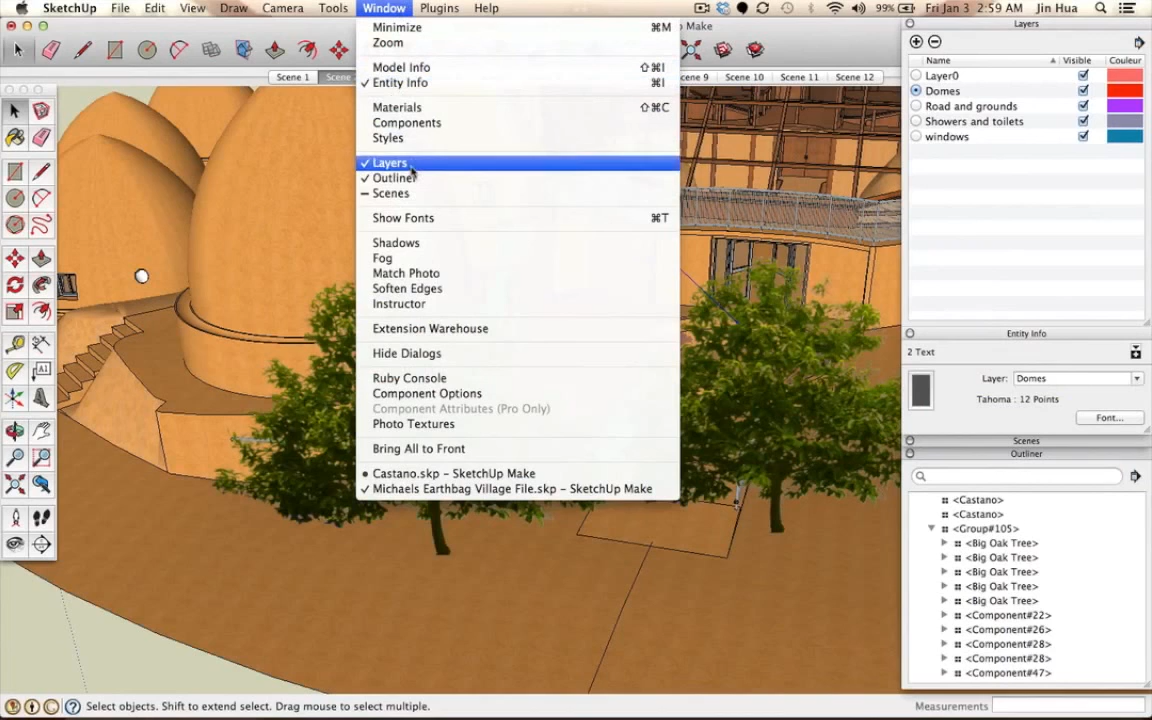 SketchUp File Edit View Draw Camera Tools Window Plugins Help 99% Fri Jan 3 2:59 AM Jin Hua
Minimize ⌘M
Zoom
Model Info ⇧⌘I
Entity Info ⌘I
Materials ⇧⌘C
Components
Styles
Layers
Outliner
Scenes
Show Fonts ⌘T
Shadows
Fog
Match Photo
Soften Edges
Instructor
Extension Warehouse
Hide Dialogs
Ruby Console
Component Options
Component Attributes (Pro Only)
Photo Textures
Bring All to Front
Castano.skp – SketchUp Make
Michaels Earthbag Village File.skp – SketchUp Make
Make
Scene 1 Scene
cene 9 Scene 10 Scene 11 Scene 12
A1
Layers
Name Visible Couleur
Layer0
Domes
Road and grounds
Showers and toilets
windows
Entity Info
2 Text
Layer: Domes
Tahoma : 12 Points
Font...
Scenes
Outliner
<Castano>
<Castano>
<Group#105>
<Big Oak Tree>
<Big Oak Tree>
<Big Oak Tree>
<Big Oak Tree>
<Big Oak Tree>
<Component#22>
<Component#26>
<Component#28>
<Component#28>
<Component#47>
Select objects. Shift to extend select. Drag mouse to select multiple. Measurements